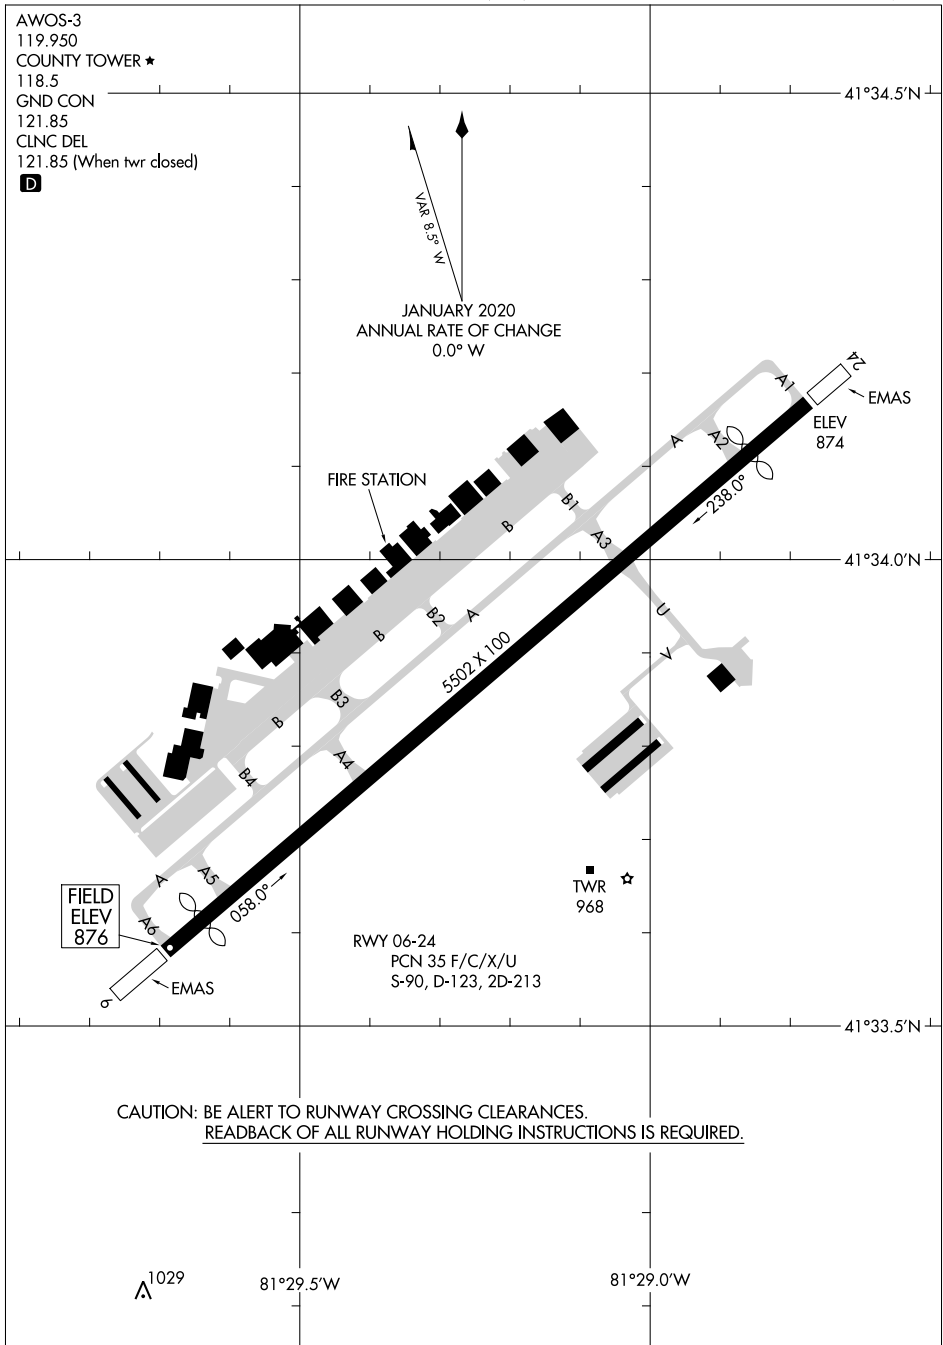 AWOS-3
119.950
COUNTY TOWER ★
118.5
GND CON
121.85
CLNC DEL
121.85 (When twr closed)
D
41°34.5'N
VAR 8.5° W
JANUARY 2020
ANNUAL RATE OF CHANGE
0.0° W
24
EMAS
A1
ELEV
874
A
A2
FIRE STATION
238.0°
B1
B
A3
41°34.0'N
U
B2
A
B
V
5502 X 100
B3
B
A4
B4
A
A5
TWR
968
FIELD
ELEV
876
058.0°
A6
RWY 06-24
PCN 35 F/C/X/U
S-90, D-123, 2D-213
EMAS
6
41°33.5'N
CAUTION: BE ALERT TO RUNWAY CROSSING CLEARANCES.
READBACK OF ALL RUNWAY HOLDING INSTRUCTIONS IS REQUIRED.
1029
81°29.5'W
81°29.0'W